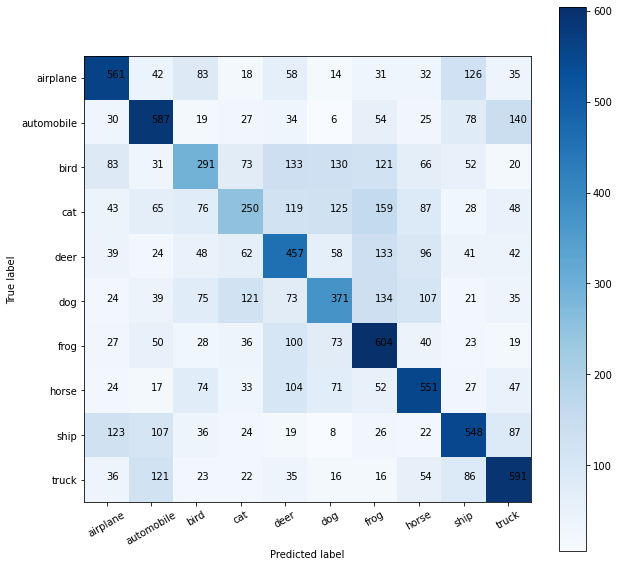 airplane 561 42 83 18 58 14 31 32 126 35
automobile 30 587 19 27 34 6 54 25 78 140
bird 83 31 291 73 133 130 121 66 52 20
cat 43 65 76 250 119 125 159 87 28 48
deer 39 24 48 62 457 58 133 96 41 42
dog 24 39 75 121 73 371 134 107 21 35
frog 27 50 28 36 100 73 604 40 23 19
horse 24 17 74 33 104 71 52 551 27 47
ship 123 107 36 24 19 8 26 22 548 87
truck 36 121 23 22 35 16 16 54 86 591
airplane automobile bird cat deer dog frog horse ship truck
Predicted label
True label
600
500
400
300
200
100